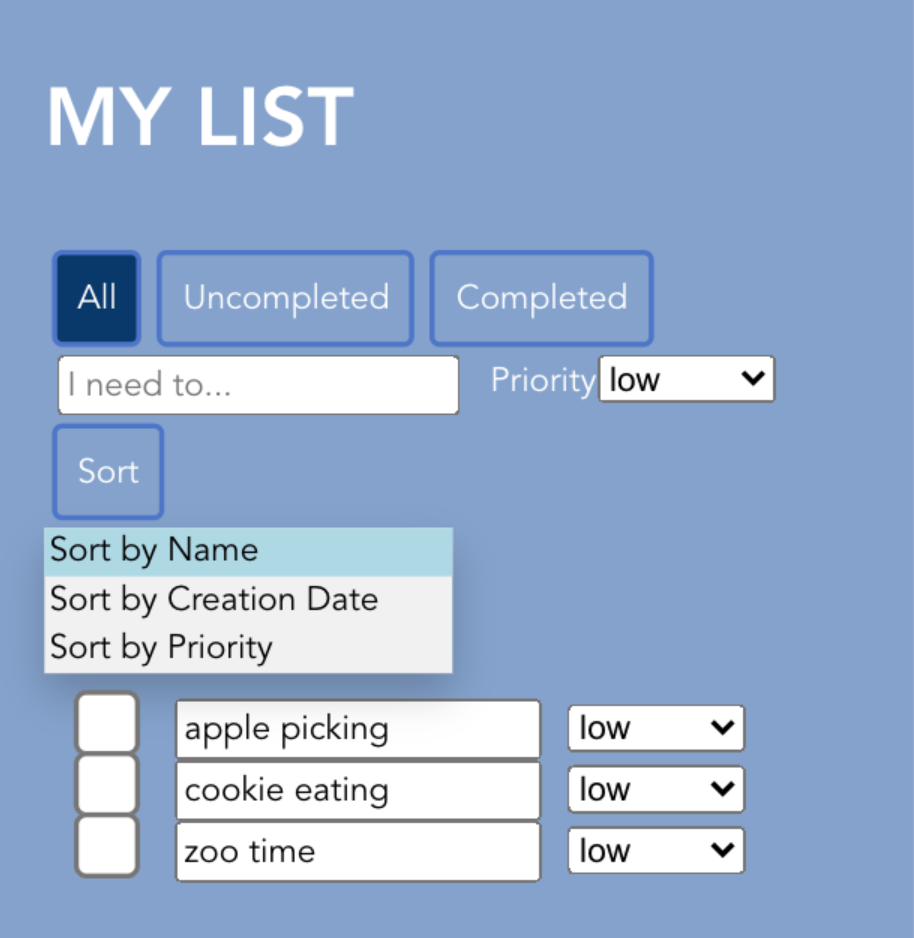 MY LIST
All Uncompleted Completed
I need to... Priority low
Sort
Sort by Name
Sort by Creation Date
Sort by Priority
apple picking low
cookie eating low
zoo time low